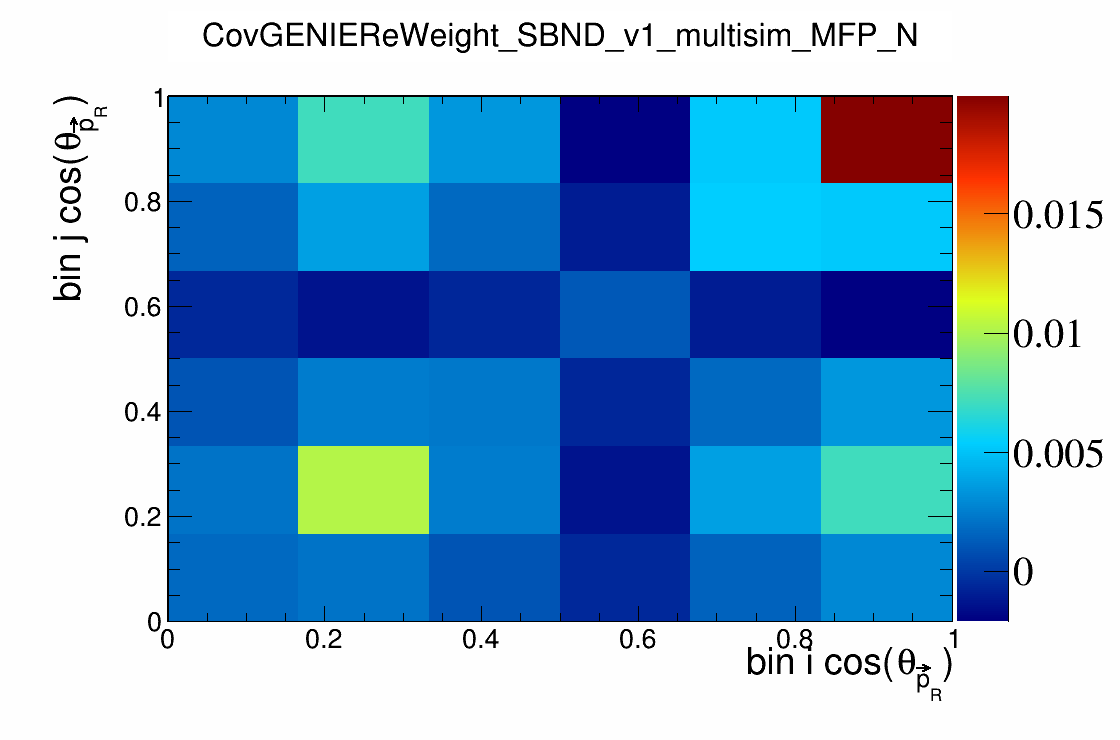 CovGENIEReWeight_SBND_v1_multisim_MFP_N
bin j cos(θp⃗R)
1
0.8
0.6
0.4
0.2
0
0 0.2 0.4 0.6 0.8 1
bin i cos(θp⃗R)
0.015
0.01
0.005
0